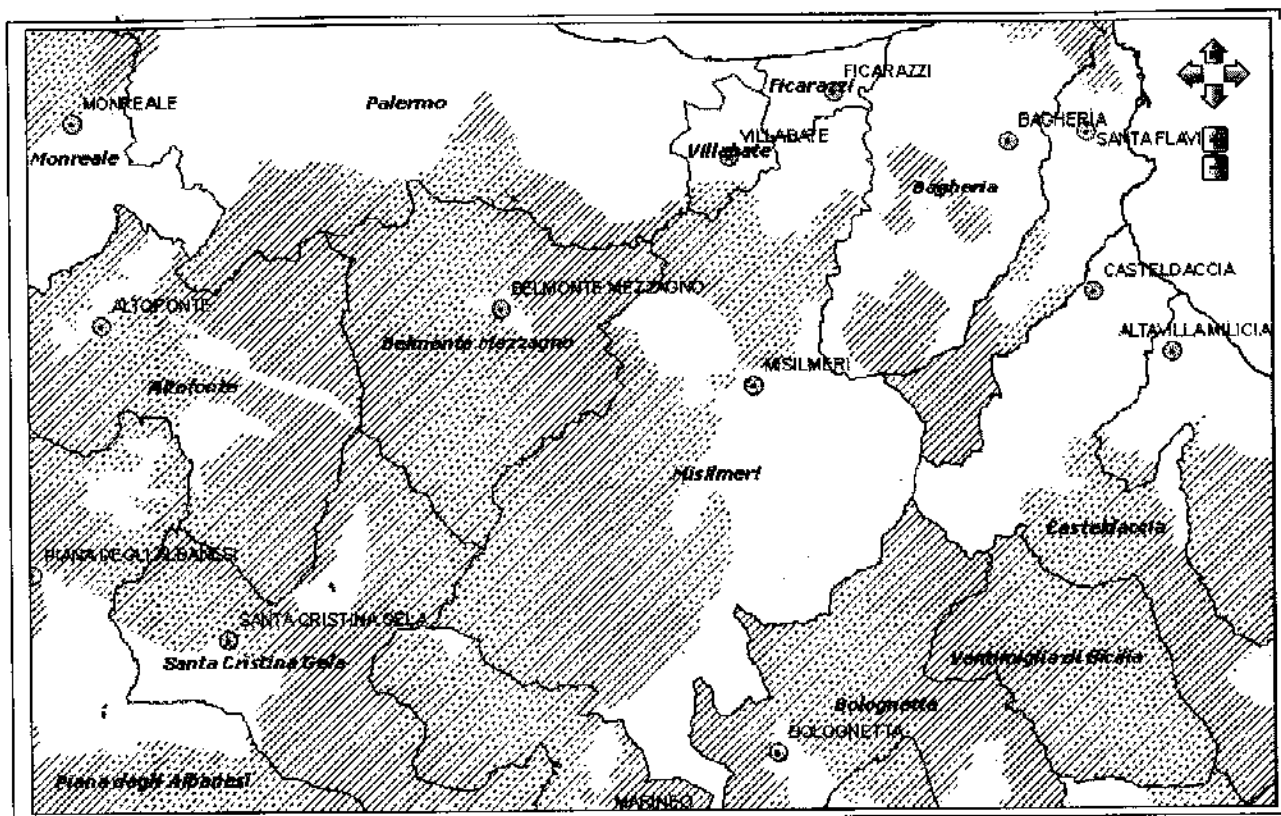 FICARAZZI
Ficarazzi
MONREALE
Palermo
BAGHERIA
VILLABATE
SANTA FLAVI
Villabate
Monreale
Bagheria
CASTELDACCIA
BELMONTE MEZZAGNO
ALTOFONTE
ALTAVILLA MILICIA
Belmonte Mezzagno
MISILMERI
Altofonte
Misilmeri
Casteldaccia
PIANA DEGLI ALBANESI
SANTA CRISTINA GELA
Santa Cristina Gela
Ventimiglia di Sicilia
Bolognetta
BOLOGNETTA
Piana degli Albanesi
MARINEO